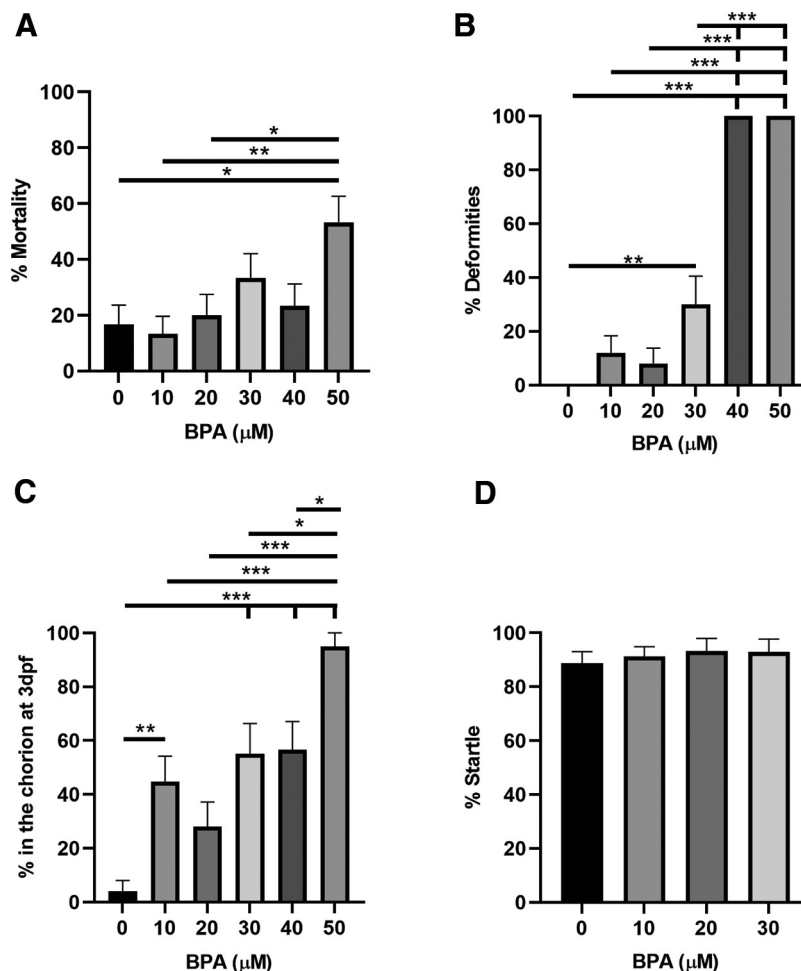 A
100
80
60
40
20
0
% Mortality
*
**
*
0 10 20 30 40 50
BPA (μM)
B
***
***
***
***
100
80
60
40
20
0
% Deformities
**
0 10 20 30 40 50
BPA (μM)
C
*
*
***
***
***
100
80
60
40
20
0
% in the chorion at 3dpf
**
0 10 20 30 40 50
BPA (μM)
D
100
80
60
40
20
0
% Startle
0 10 20 30
BPA (μM)